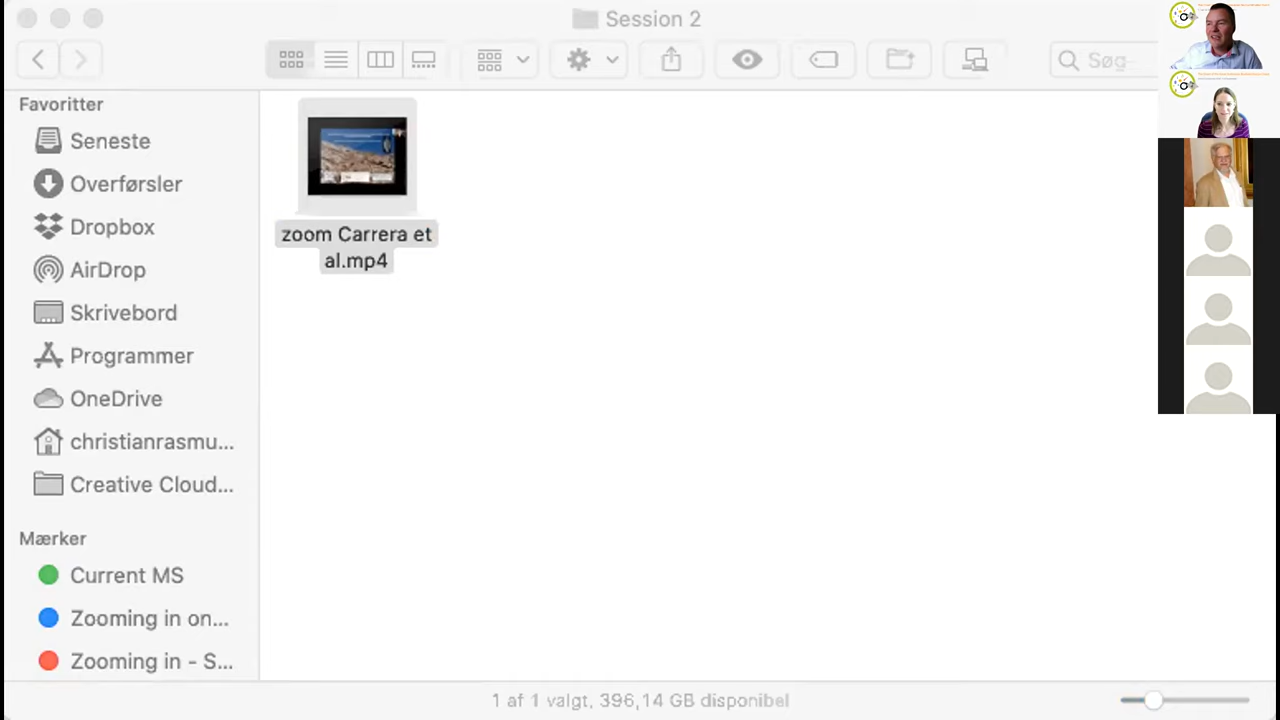 Session 2
Søg
Favoritter
Seneste
Overførsler
Dropbox
AirDrop
Skrivebord
Programmer
OneDrive
christianrasmu...
Creative Cloud...
Mærker
Current MS
Zooming in on...
Zooming in - S...
zoom Carrera et
al.mp4
1 af 1 valgt, 396,14 GB disponibel